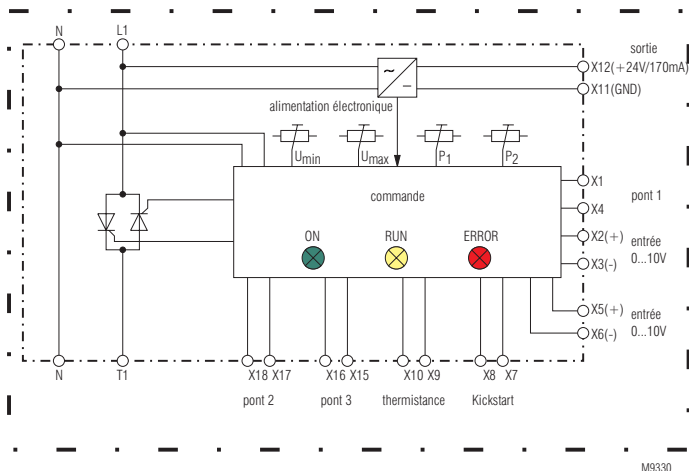 N L1
sortie
X12(+24V/170mA)
X11(GND)
~
–
alimentation électronique
Umin Umax P1 P2
commande
X1
pont 1
X4
ON RUN ERROR
X2(+) entrée
X3(-) 0...10V
X5(+) entrée
X6(-) 0...10V
N T1 X18 X17 X16 X15 X10 X9 X8 X7
pont 2 pont 3 thermistance Kickstart
M9330